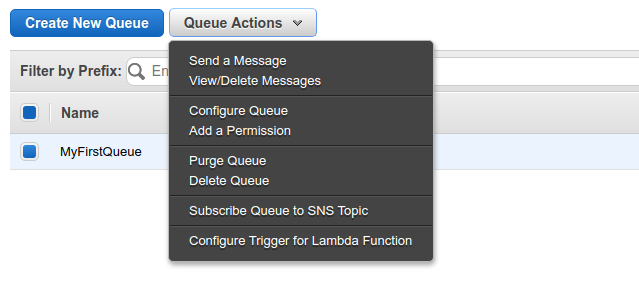 Create New Queue
Queue Actions
Filter by Prefix:
En
Name
MyFirstQueue
Send a Message
View/Delete Messages
Configure Queue
Add a Permission
Purge Queue
Delete Queue
Subscribe Queue to SNS Topic
Configure Trigger for Lambda Function